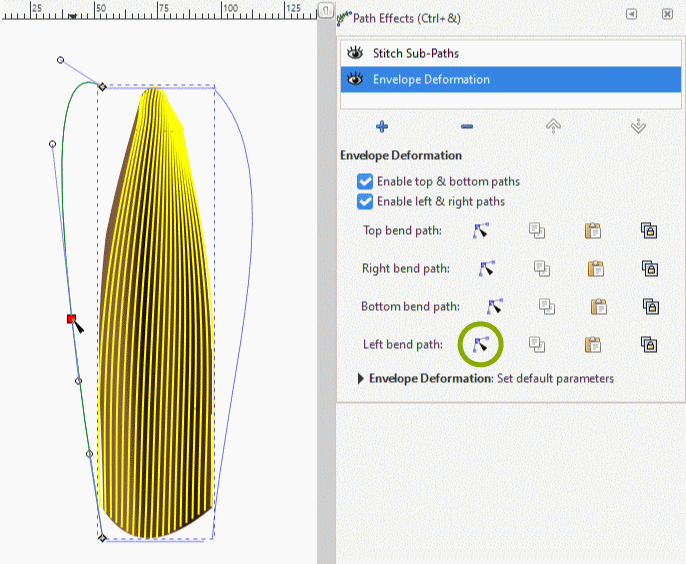 25 50 75 100 125
Path Effects (Ctrl+&)
Stitch Sub-Paths
Envelope Deformation
Envelope Deformation
Enable top & bottom paths
Enable left & right paths
Top bend path:
Right bend path:
Bottom bend path:
Left bend path:
Envelope Deformation: Set default parameters